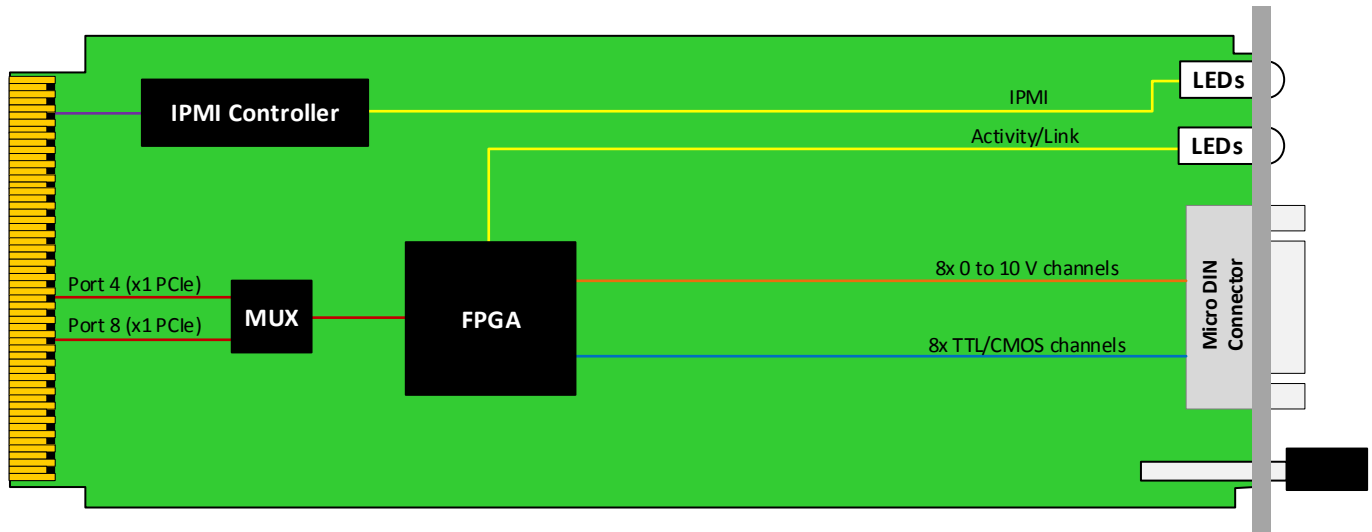 LEDs
IPMI Controller
IPMI
Activity/Link
LEDs
Port 4 (x1 PCIe)
MUX
Port 8 (x1 PCIe)
FPGA
8x 0 to 10 V channels
8x TTL/CMOS channels
Micro DIN
Connector